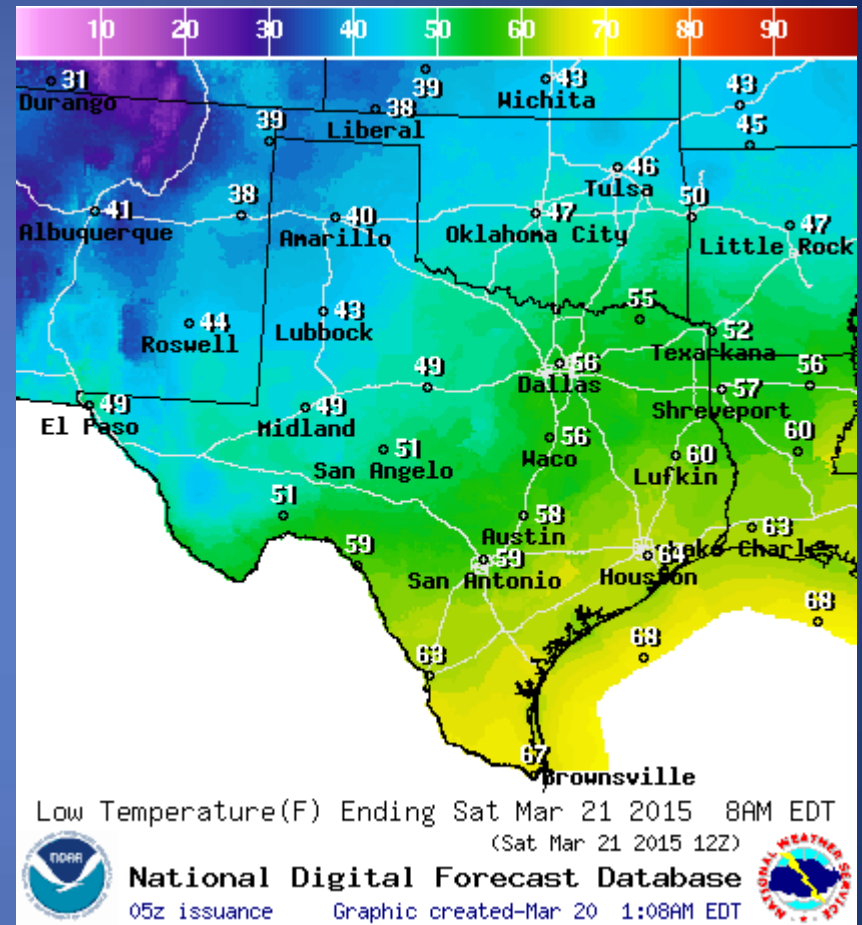 10 20 30 40 50 60 70 80 90
31 39 43 43
Durango Wichita
38
Liberal
39 45
46
Tulsa
41 38 40 47 50 47
Albuquerque Amarillo Oklahoma City Little Rock
44 43 55
Roswell Lubbock
52
Texarkana
49 56 56
Dallas
49 49 57
El Paso Midland Shreveport
51 56 60 60
San Angelo Waco Lufkin
51 58 63
Austin
59 59 64 Lake Charles
San Antonio Houston
68
63 68
67
Brownsville
Low Temperature(F) Ending Sat Mar 21 2015 8AM EDT
(Sat Mar 21 2015 12Z)
NOAA
National Digital Forecast Database
05z issuance Graphic created-Mar 20 1:08AM EDT
NATIONAL WEATHER SERVICE